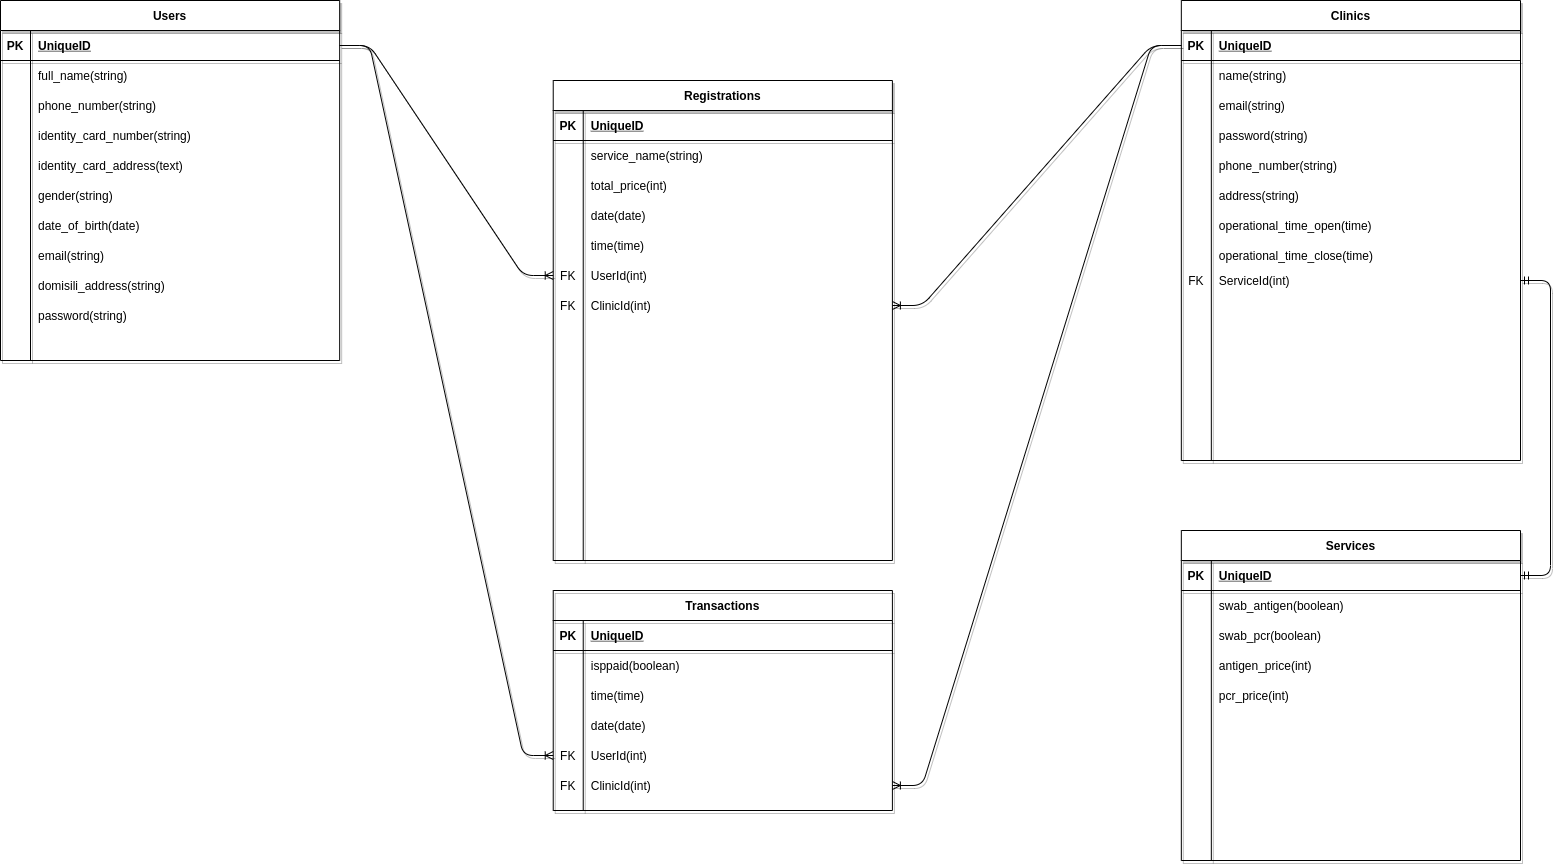 Users
PK UniqueID
full_name(string)
phone_number(string)
identity_card_number(string)
identity_card_address(text)
gender(string)
date_of_birth(date)
email(string)
domisili_address(string)
password(string)
Registrations
PK UniqueID
service_name(string)
total_price(int)
date(date)
time(time)
FK UserId(int)
FK ClinicId(int)
Transactions
PK UniqueID
isppaid(boolean)
time(time)
date(date)
FK UserId(int)
FK ClinicId(int)
Clinics
PK UniqueID
name(string)
email(string)
password(string)
phone_number(string)
address(string)
operational_time_open(time)
operational_time_close(time)
FK ServiceId(int)
Services
PK UniqueID
swab_antigen(boolean)
swab_pcr(boolean)
antigen_price(int)
pcr_price(int)